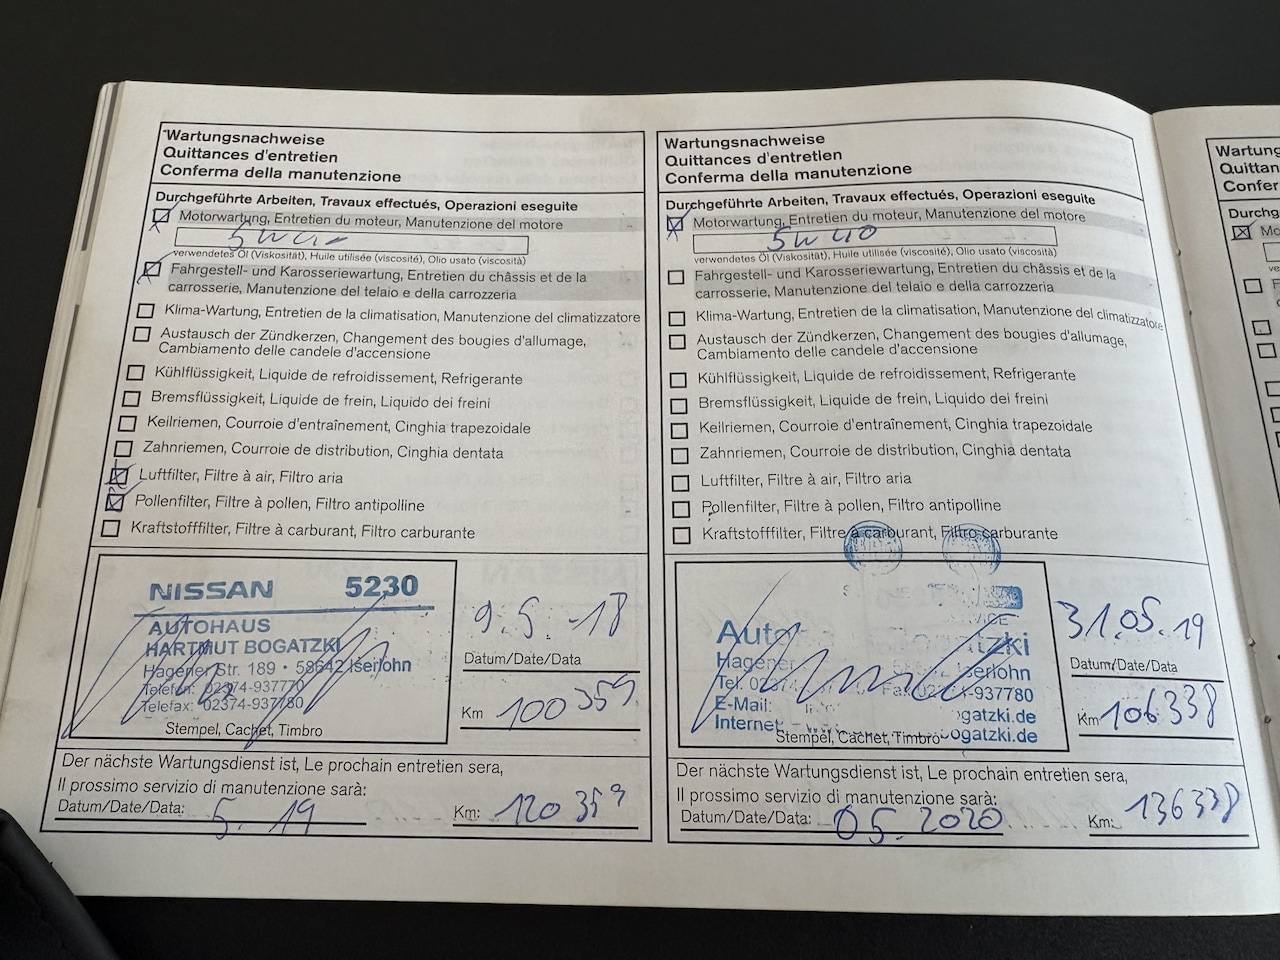 Wartungsnachweise
Quittances d'entretien
Conferma della manutenzione
Durchgeführte Arbeiten, Travaux effectués, Operazioni eseguite
Motorwartung, Entretien du moteur, Manutenzione del motore
verwendetes Öl (Viskosität), Huile utilisée (viscosité), Olio usato (viscosità)
Fahrgestell- und Karosseriewartung, Entretien du châssis et de la
carrosserie, Manutenzione del telaio e della carrozzeria
Klima-Wartung, Entretien de la climatisation, Manutenzione del climatizzatore
Austausch der Zündkerzen, Changement des bougies d'allumage,
Cambiamento delle candele d'accensione
Kühlflüssigkeit, Liquide de refroidissement, Refrigerante
Bremsflüssigkeit, Liquide de frein, Liquido dei freini
Keilriemen, Courroie d'entraînement, Cinghia trapezoidale
Zahnriemen, Courroie de distribution, Cinghia dentata
Luftfilter, Filtre à air, Filtro aria
Pollenfilter, Filtre à pollen, Filtro antipolline
Kraftstofffilter, Filtre à carburant, Filtro carburante
NISSAN 5230
AUTOHAUS
HARTMUT BOGATZKI
Hagener Str. 189 • 58642 Iserlohn
Telefon: 02374-937770
Telefax: 02374-937780
Stempel, Cachet, Timbro
9.5.-18
Datum/Date/Data
Km 100359
Der nächste Wartungsdienst ist, Le prochain entretien sera,
Il prossimo servizio di manutenzione sarà:
Datum/Date/Data: 5.19 Km: 120359
Wartungsnachweise
Quittances d'entretien
Conferma della manutenzione
Durchgeführte Arbeiten, Travaux effectués, Operazioni eseguite
Motorwartung, Entretien du moteur, Manutenzione del motore
5W40
verwendetes Öl (Viskosität), Huile utilisée (viscosité), Olio usato (viscosità)
Fahrgestell- und Karosseriewartung, Entretien du châssis et de la
carrosserie, Manutenzione del telaio e della carrozzeria
Klima-Wartung, Entretien de la climatisation, Manutenzione del climatizzatore
Austausch der Zündkerzen, Changement des bougies d'allumage,
Cambiamento delle candele d'accensione
Kühlflüssigkeit, Liquide de refroidissement, Refrigerante
Bremsflüssigkeit, Liquide de frein, Liquido dei freini
Keilriemen, Courroie d'entraînement, Cinghia trapezoidale
Zahnriemen, Courroie de distribution, Cinghia dentata
Luftfilter, Filtre à air, Filtro aria
Pollenfilter, Filtre à pollen, Filtro antipolline
Kraftstofffilter, Filtre à carburant, Filtro carburante
Hagener Iserlohn
Tel. 937780
E-Mail: ogatzki.de
Internet ogatzki.de
Stempel, Cachet, Timbro
31.05.19
Datum/Date/Data
Km 106338
Der nächste Wartungsdienst ist, Le prochain entretien sera,
Il prossimo servizio di manutenzione sarà:
Datum/Date/Data: 05.2020 Km: 136338